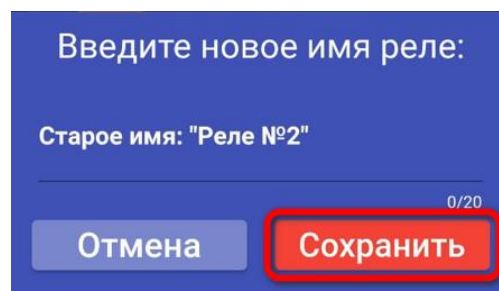 Введите новое имя реле:
Старое имя: "Реле №2"
0/20
Отмена
Сохранить